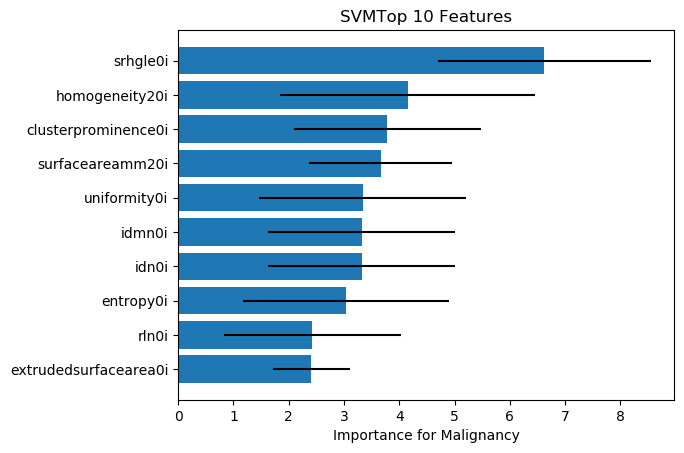 SVMTop 10 Features
srhgle0i
homogeneity20i
clusterprominence0i
surfaceareamm20i
uniformity0i
idmn0i
idn0i
entropy0i
rln0i
extrudedsurfacearea0i
0 1 2 3 4 5 6 7 8
Importance for Malignancy